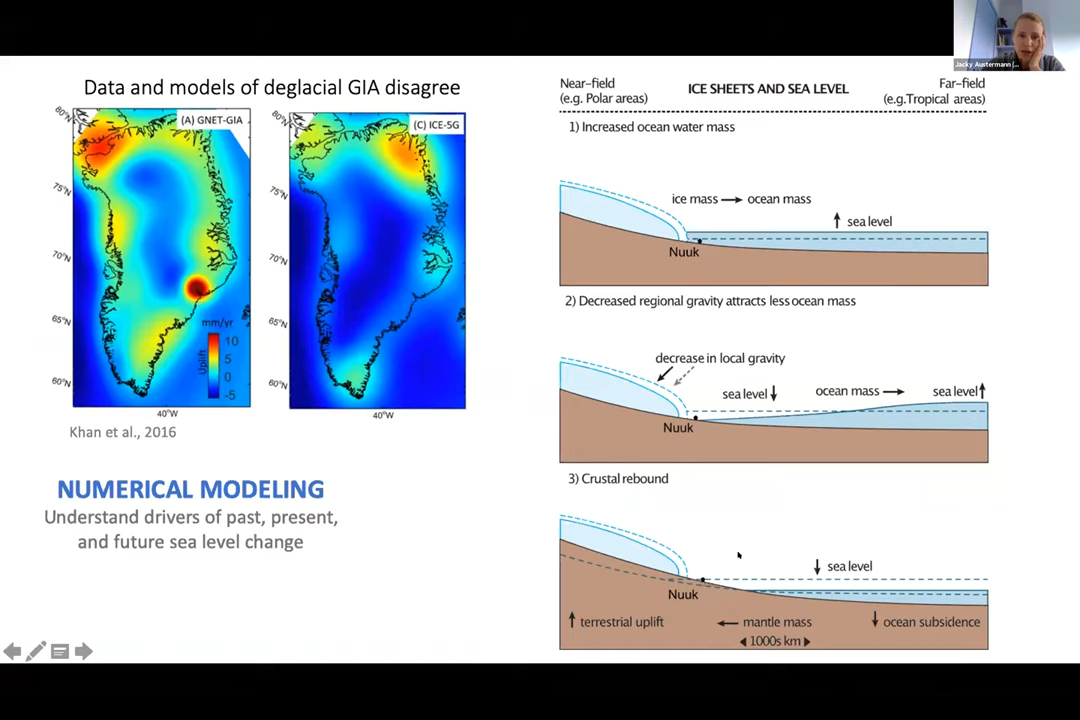 Jacky Austermann (...
Data and models of deglacial GIA disagree
80°N
75°N
70°N
65°N
60°N
(A) GNET-GIA
mm/yr
Uplift
10
5
0
-5
40°W
80°N
75°N
70°N
65°N
60°N
(C) ICE-5G
40°W
Khan et al., 2016
NUMERICAL MODELING
Understand drivers of past, present,
and future sea level change
Near-field
(e.g. Polar areas)
ICE SHEETS AND SEA LEVEL
Far-field
(e.g.Tropical areas)
1) Increased ocean water mass
ice mass → ocean mass
↑ sea level
Nuuk
2) Decreased regional gravity attracts less ocean mass
decrease in local gravity
sea level ↓
ocean mass →
sea level ↑
Nuuk
3) Crustal rebound
↓ sea level
Nuuk
↑ terrestrial uplift
← mantle mass
↓ ocean subsidence
◀ 1000s km ▶